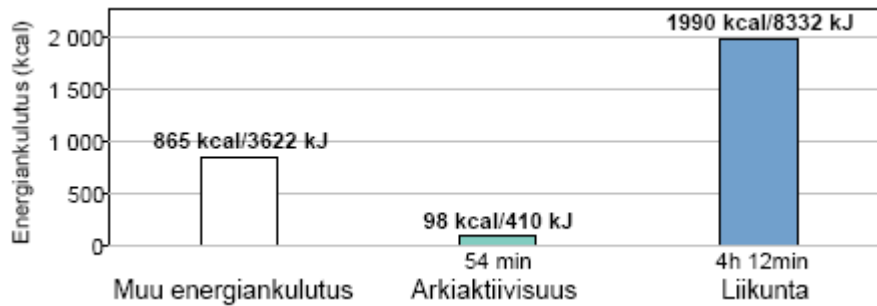 Energiankulutus (kcal)
2 000
1 500
1 000
500
0
865 kcal/3622 kJ
98 kcal/410 kJ
1990 kcal/8332 kJ
54 min
4h 12min
Muu energiankulutus
Arkiaktiivisuus
Liikunta